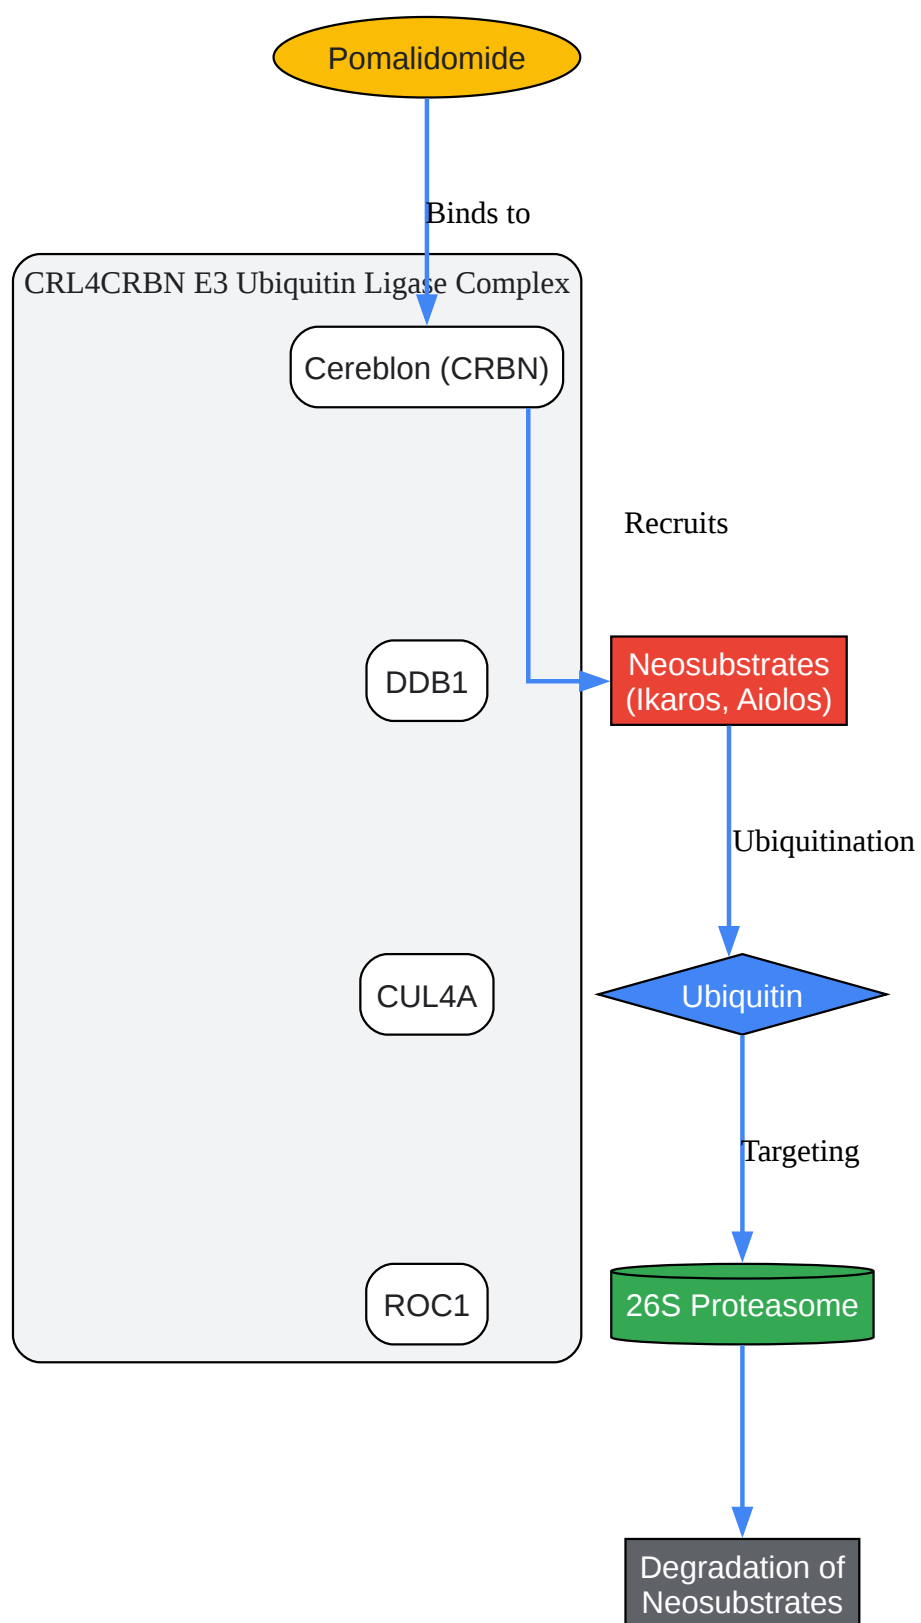 Pomalidomide
Binds to
CRL4CRBN E3 Ubiquitin Ligase Complex
Cereblon (CRBN)
Recruits
DDB1
Neosubstrates
(Ikaros, Aiolos)
Ubiquitination
CUL4A
Ubiquitin
Targeting
ROC1
26S Proteasome
Degradation of
Neosubstrates